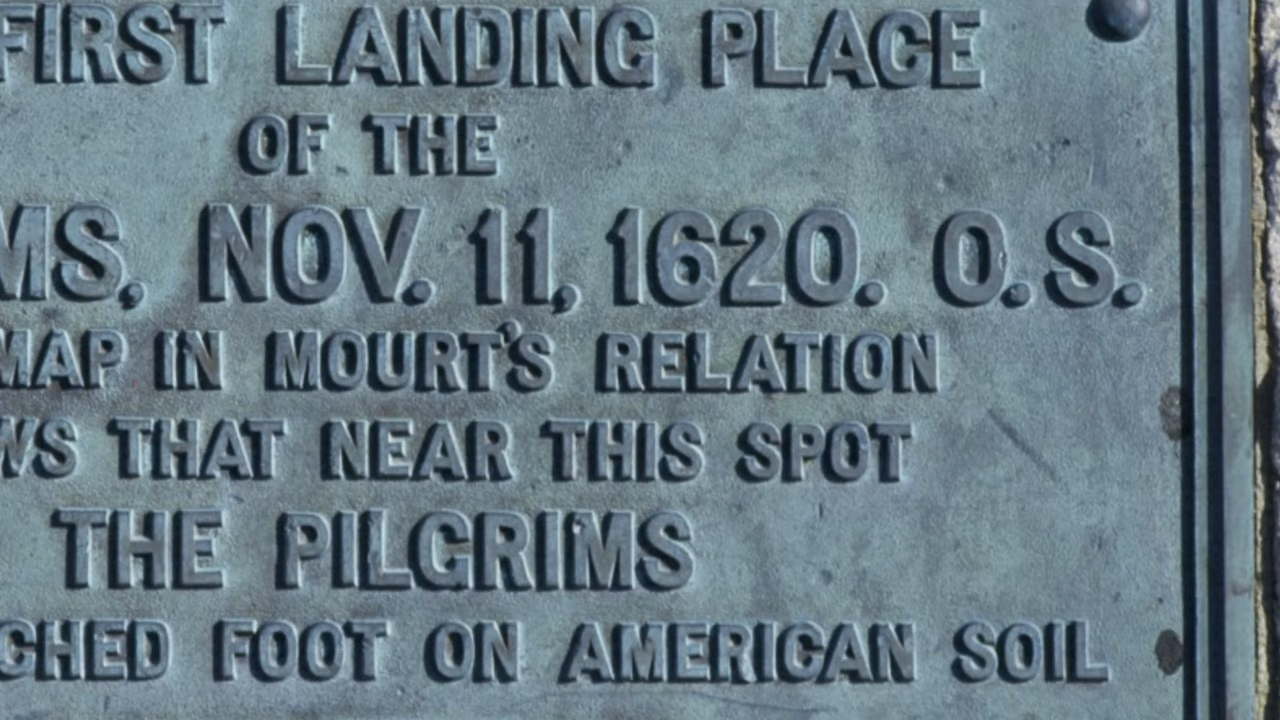 FIRST LANDING PLACE
OF THE
MS, NOV. 11, 1620. O.S.
MAP IN MOURT'S RELATION
WS THAT NEAR THIS SPOT
THE PILGRIMS
CHED FOOT ON AMERICAN SOIL